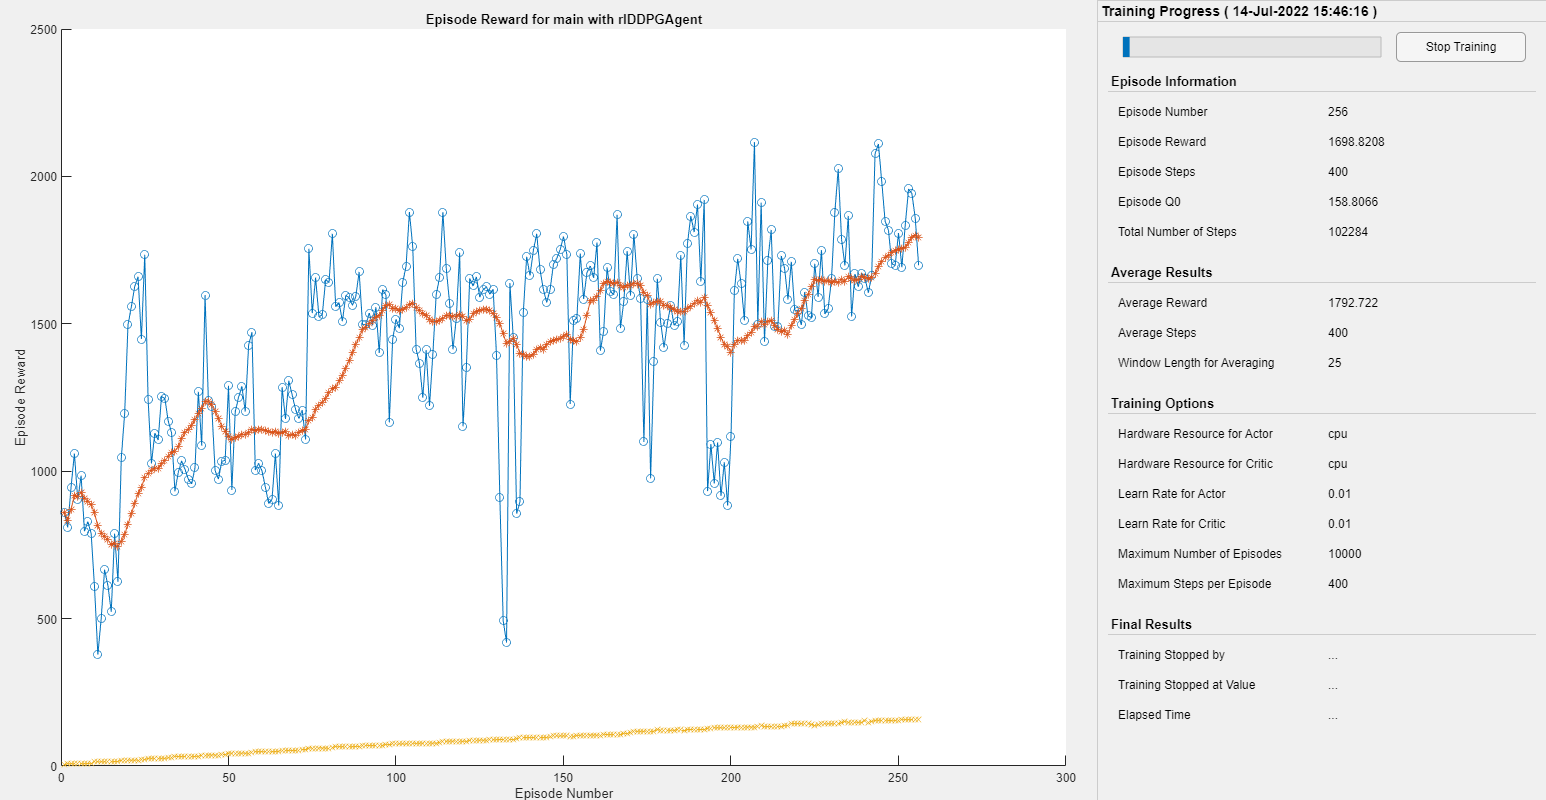 Episode Reward for main with rlDDPGAgent
2500
2000
1500
1000
500
0
Episode Reward
0 50 100 150 200 250 300
Episode Number
Training Progress ( 14-Jul-2022 15:46:16 )
Stop Training
Episode Information
Episode Number 256
Episode Reward 1698.8208
Episode Steps 400
Episode Q0 158.8066
Total Number of Steps 102284
Average Results
Average Reward 1792.722
Average Steps 400
Window Length for Averaging 25
Training Options
Hardware Resource for Actor cpu
Hardware Resource for Critic cpu
Learn Rate for Actor 0.01
Learn Rate for Critic 0.01
Maximum Number of Episodes 10000
Maximum Steps per Episode 400
Final Results
Training Stopped by ...
Training Stopped at Value ...
Elapsed Time ...